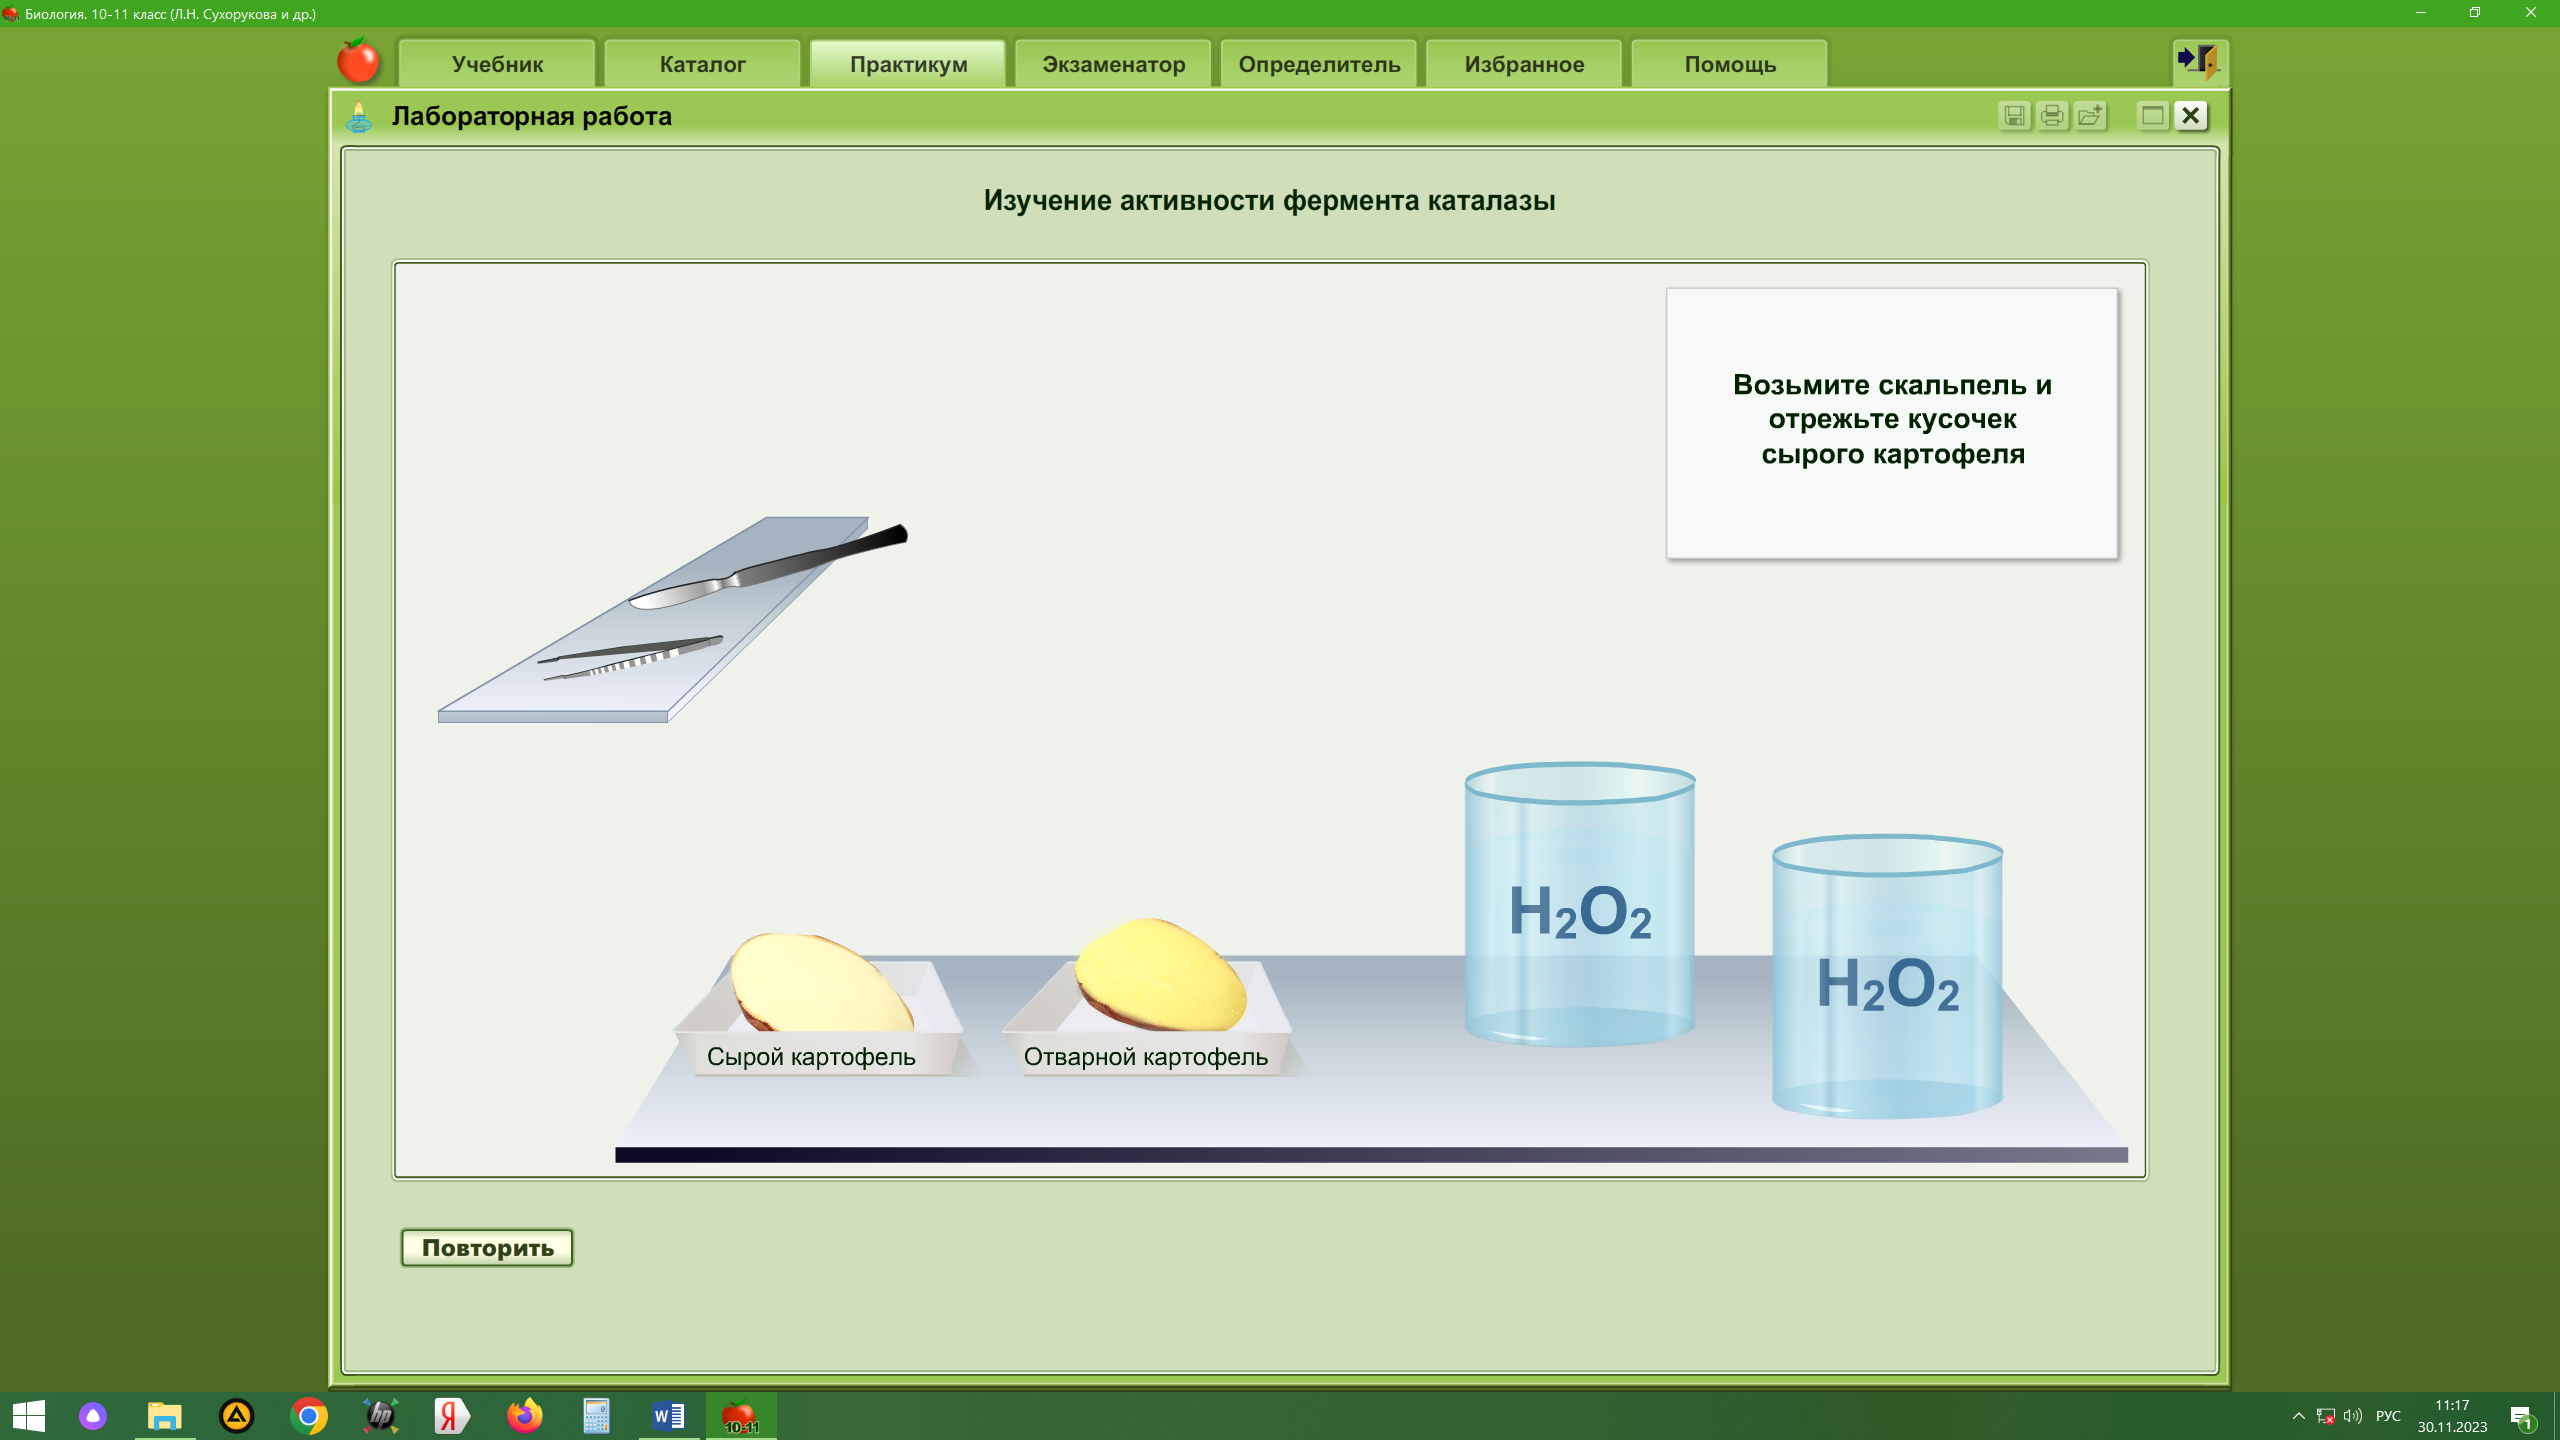 Биология. 10-11 класс (Л.Н. Сухорукова и др.)
Учебник
Каталог
Практикум
Экзаменатор
Определитель
Избранное
Помощь
Лабораторная работа
Изучение активности фермента каталазы
Возьмите скальпель и
отрежьте кусочек
сырого картофеля
H₂O₂
H₂O₂
Сырой картофель
Отварной картофель
Повторить
hp
Я
W
10-11
РУС
11:17
30.11.2023
1